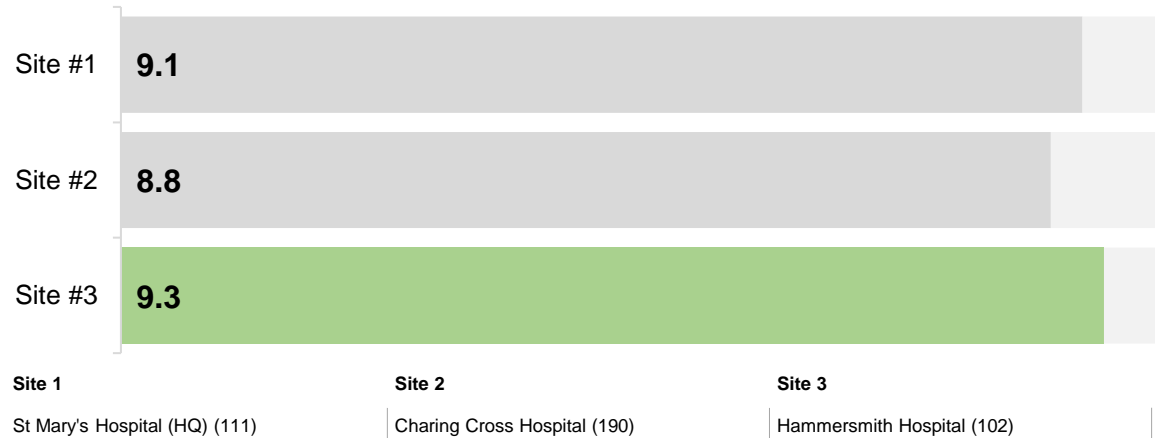 Site #1 9.1
Site #2 8.8
Site #3 9.3
Site 1 Site 2 Site 3
St Mary's Hospital (HQ) (111) Charing Cross Hospital (190) Hammersmith Hospital (102)